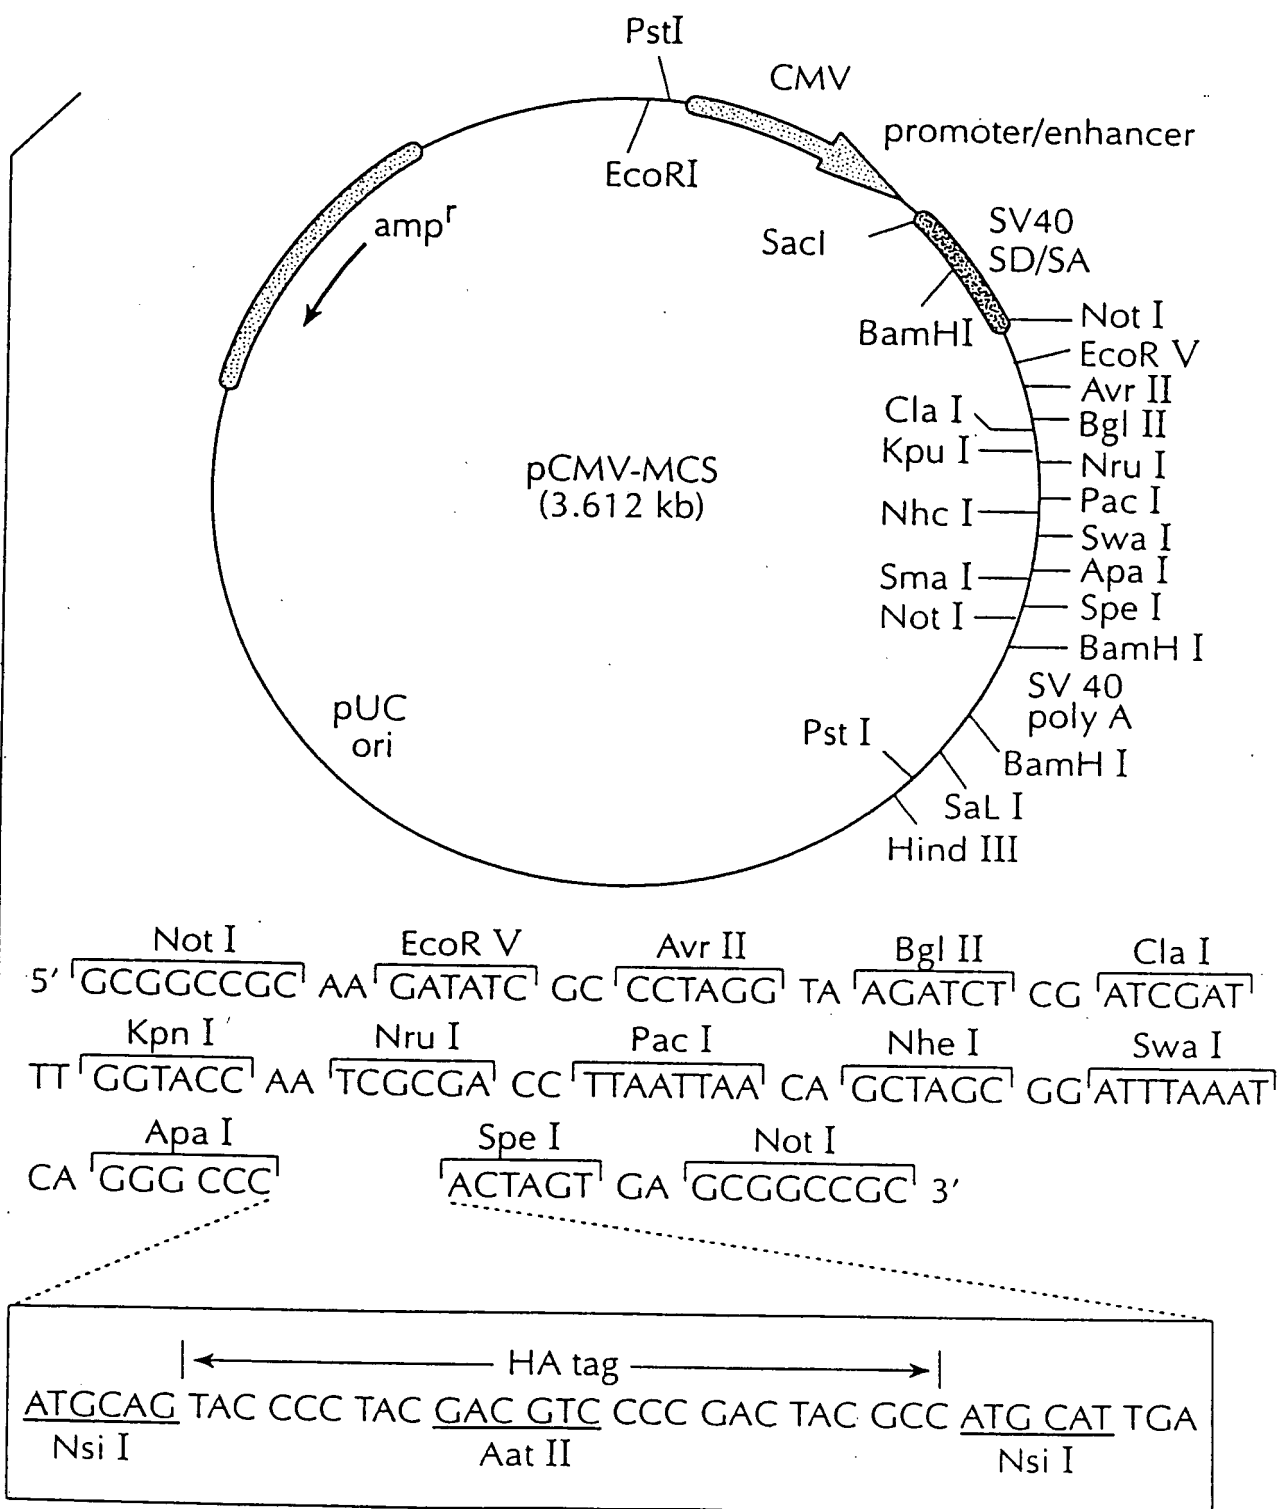 PstI
CMV
promoter/enhancer
EcoRI
amp^r
SacI
SV40
SD/SA
BamHI
Not I
EcoR V
Avr II
Cla I
Bgl II
Kpu I
Nru I
pCMV-MCS
(3.612 kb)
Pac I
Nhc I
Swa I
Sma I
Apa I
Not I
Spe I
BamH I
SV 40
poly A
pUC
ori
Pst I
BamH I
SaL I
Hind III
Not I EcoR V Avr II Bgl II Cla I
5′ GCGGCCGC AA GATATC GC CCTAGG TA AGATCT CG ATCGAT
Kpn I Nru I Pac I Nhe I Swa I
TT GGTACC AA TCGCGA CC TTAATTAA CA GCTAGC GG ATTTAAAT
Apa I Spe I Not I
CA GGG CCC ACTAGT GA GCGGCCGC 3′
HA tag
ATGCAG TAC CCC TAC GAC GTC CCC GAC TAC GCC ATG CAT TGA
Nsi I Aat II Nsi I